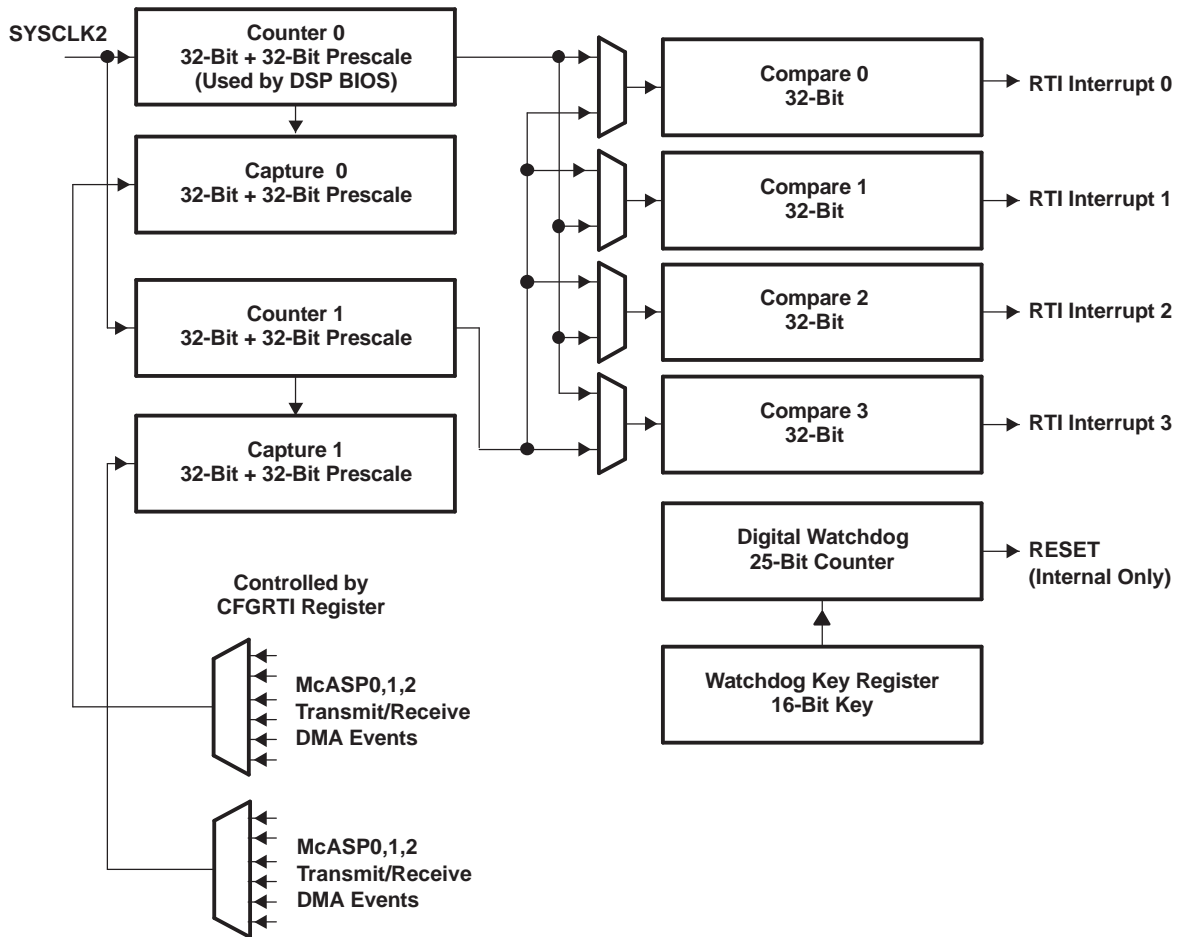 SYSCLK2
Counter 0
32-Bit + 32-Bit Prescale
(Used by DSP BIOS)
Capture 0
32-Bit + 32-Bit Prescale
Counter 1
32-Bit + 32-Bit Prescale
Capture 1
32-Bit + 32-Bit Prescale
Compare 0
32-Bit
RTI Interrupt 0
Compare 1
32-Bit
RTI Interrupt 1
Compare 2
32-Bit
RTI Interrupt 2
Compare 3
32-Bit
RTI Interrupt 3
Digital Watchdog
25-Bit Counter
RESET
(Internal Only)
Watchdog Key Register
16-Bit Key
Controlled by
CFGRTI Register
McASP0,1,2
Transmit/Receive
DMA Events
McASP0,1,2
Transmit/Receive
DMA Events